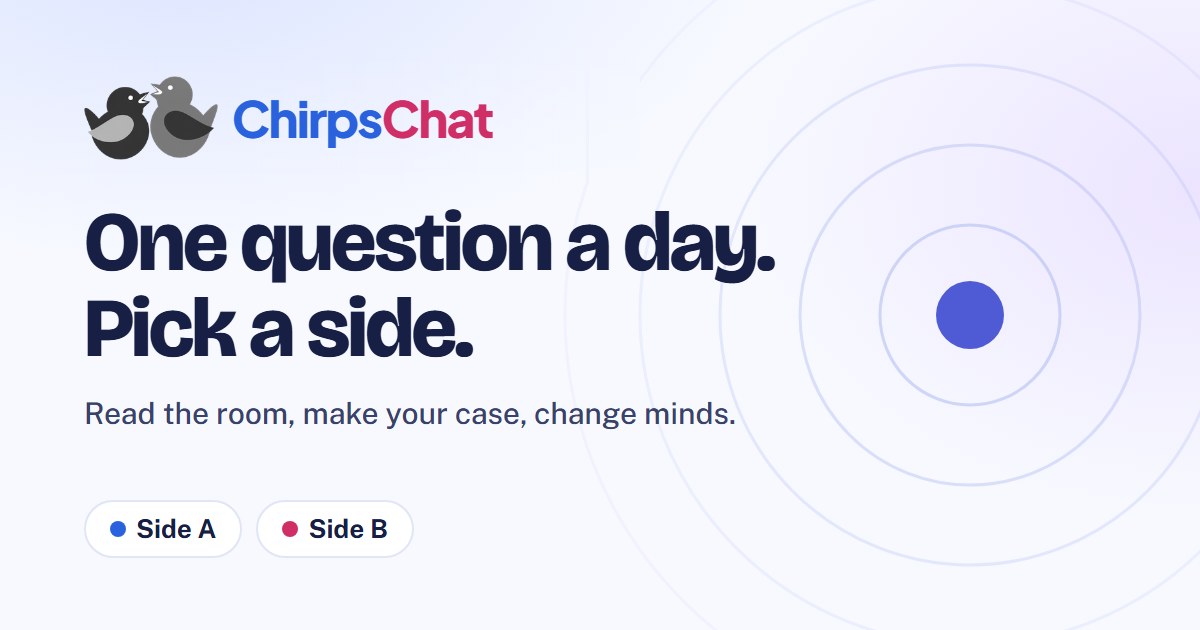 ChirpsChat
One question a day.
Pick a side.
Read the room, make your case, change minds.
Side A
Side B